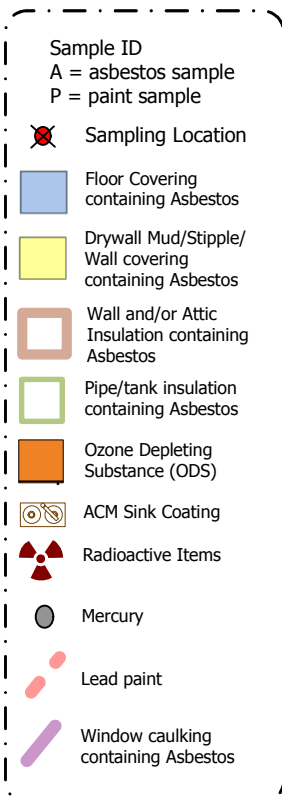 Sample ID
A = asbestos sample
P = paint sample
Sampling Location
Floor Covering
containing Asbestos
Drywall Mud/Stipple/
Wall covering
containing Asbestos
Wall and/or Attic
Insulation containing
Asbestos
Pipe/tank insulation
containing Asbestos
Ozone Depleting
Substance (ODS)
ACM Sink Coating
Radioactive Items
Mercury
Lead paint
Window caulking
containing Asbestos